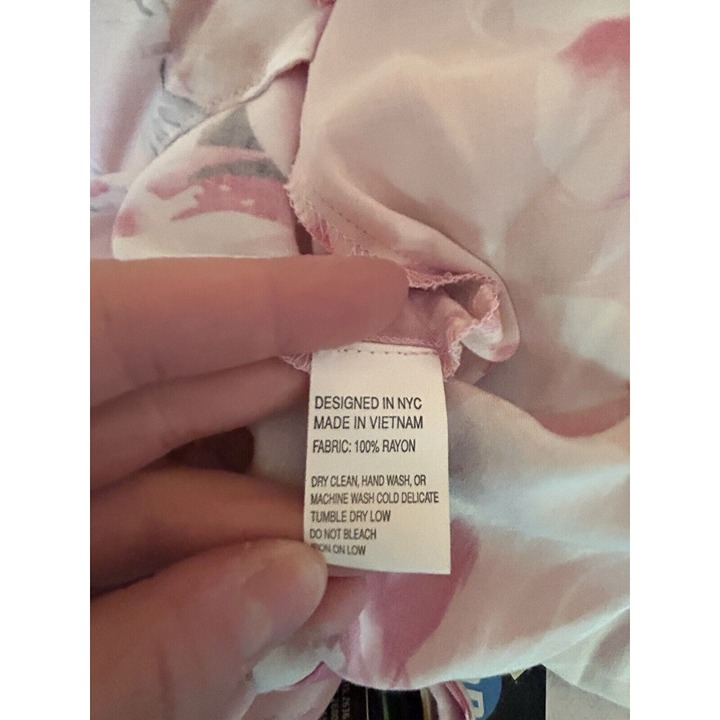 DESIGNED IN NYC
MADE IN VIETNAM
FABRIC: 100% RAYON
DRY CLEAN, HAND WASH, OR
MACHINE WASH COLD DELICATE
TUMBLE DRY LOW
DO NOT BLEACH
IRON ON LOW